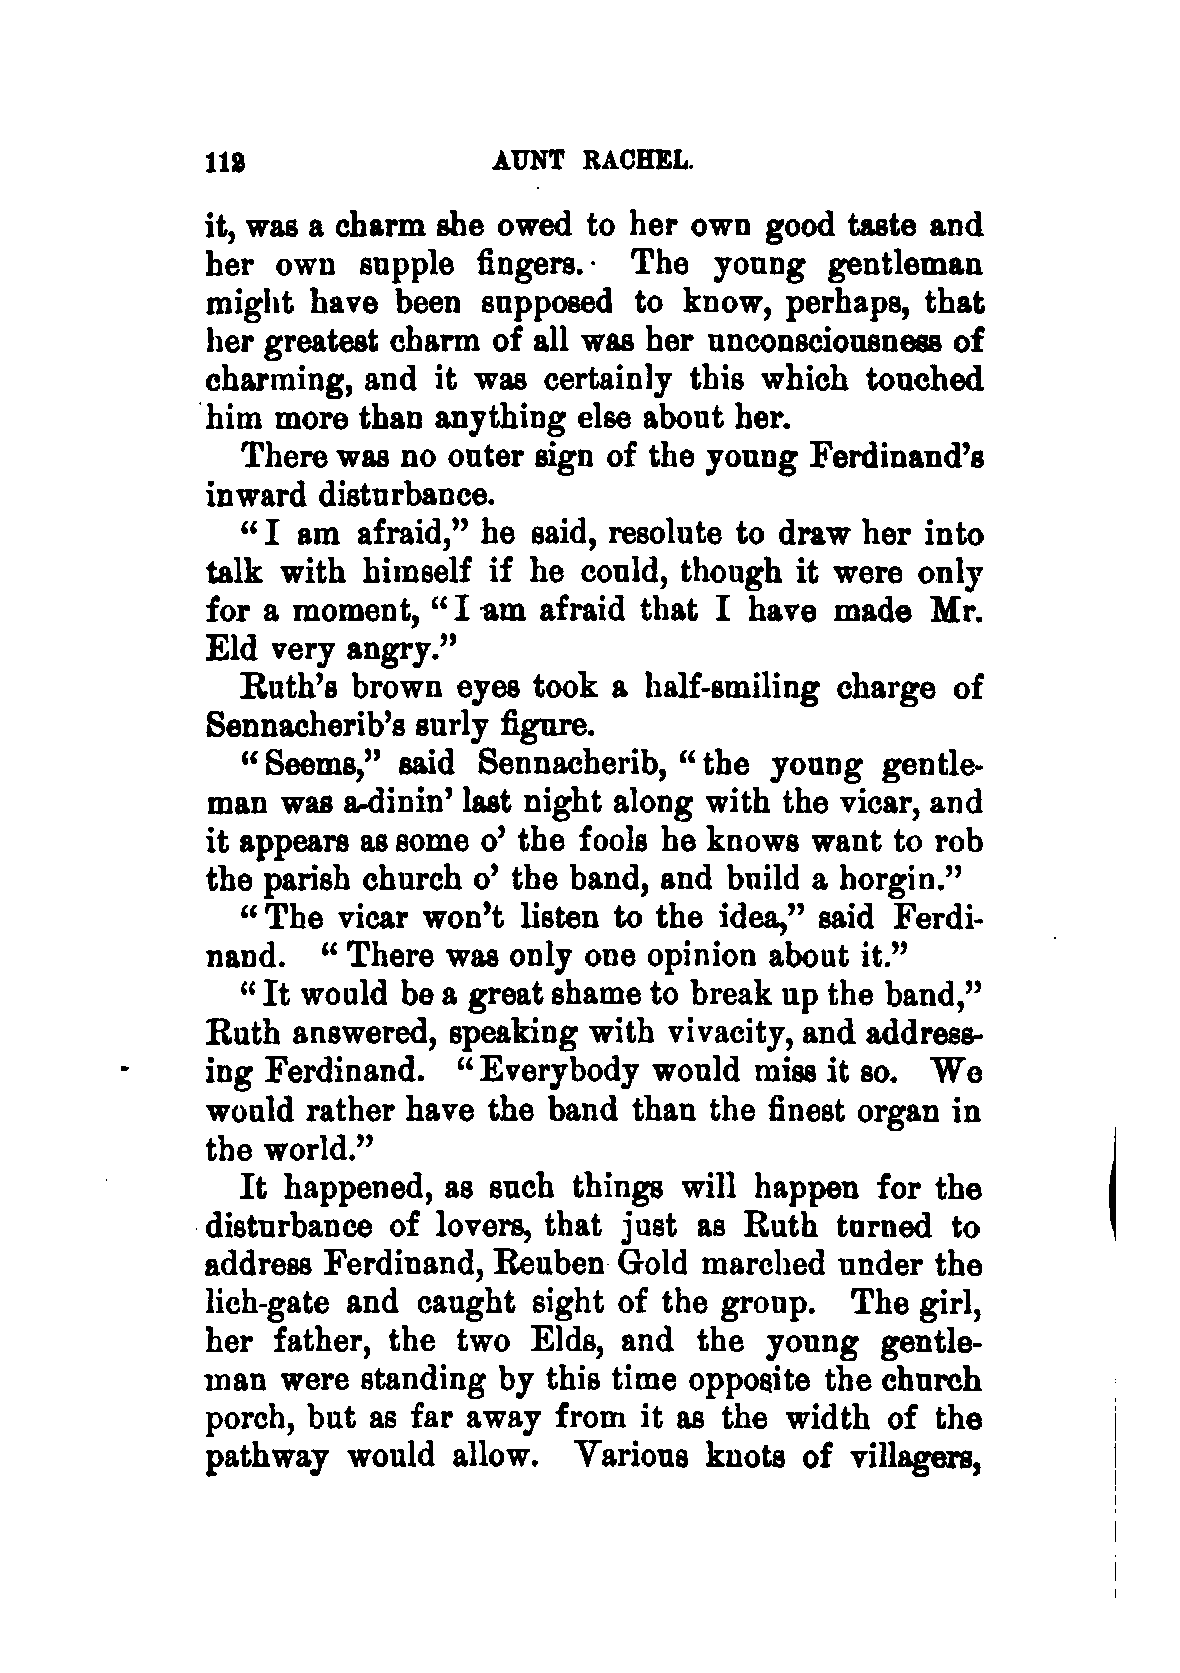 112 AUNT RACHEL.
it, was a charm she owed to her own good taste and
her own supple fingers. The young gentleman
might have been supposed to know, perhaps, that
her greatest charm of all was her unconsciousness of
charming, and it was certainly this which touched
him more than anything else about her.
There was no outer sign of the young Ferdinand's
inward disturbance.
"I am afraid," he said, resolute to draw her into
talk with himself if he could, though it were only
for a moment, "I am afraid that I have made Mr.
Eld very angry."
Ruth's brown eyes took a half-smiling charge of
Sennacherib's surly figure.
"Seems," said Sennacherib, "the young gentle-
man was a-dinin' last night along with the vicar, and
it appears as some o' the fools he knows want to rob
the parish church o' the band, and build a horgin."
"The vicar won't listen to the idea," said Ferdi-
nand. "There was only one opinion about it."
"It would be a great shame to break up the band,"
Ruth answered, speaking with vivacity, and address-
ing Ferdinand. "Everybody would miss it so. We
would rather have the band than the finest organ in
the world."
It happened, as such things will happen for the
disturbance of lovers, that just as Ruth turned to
address Ferdinand, Reuben Gold marched under the
lich-gate and caught sight of the group. The girl,
her father, the two Elds, and the young gentle-
man were standing by this time opposite the church
porch, but as far away from it as the width of the
pathway would allow. Various knots of villagers,